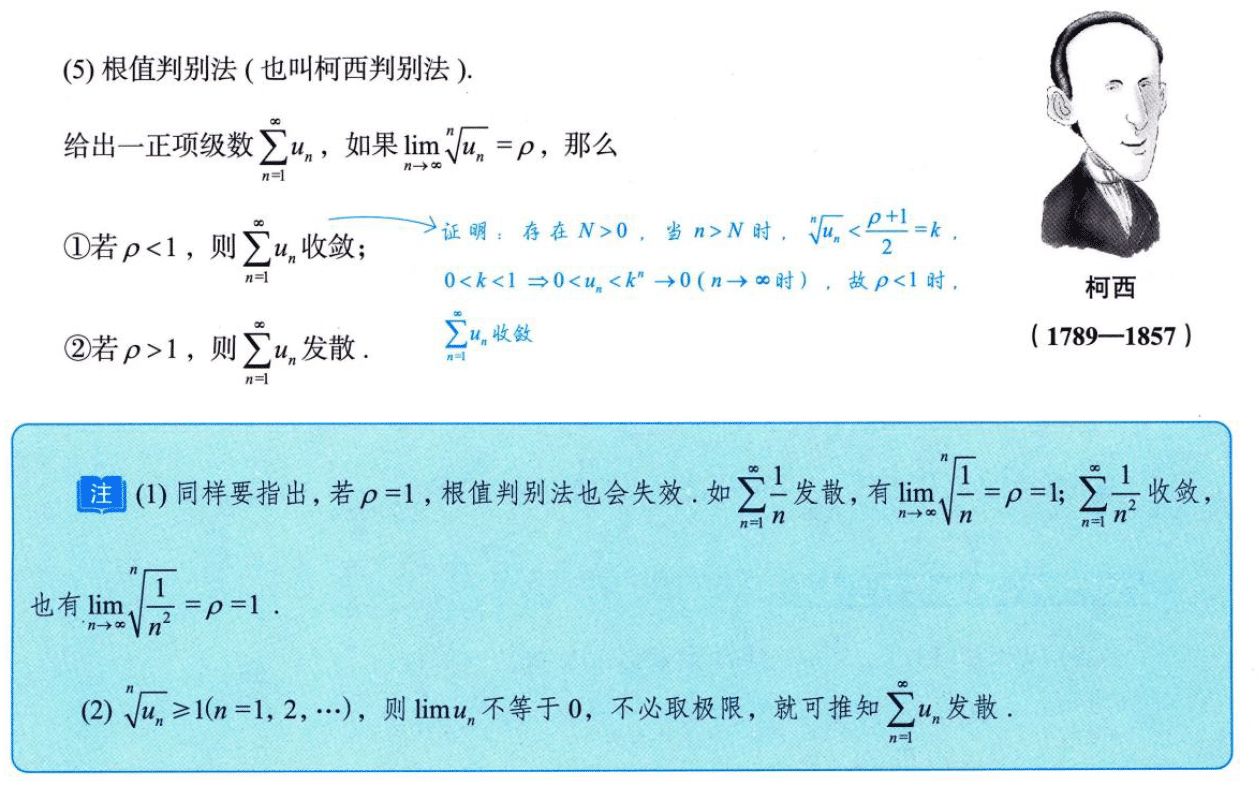 (5) 根值判别法 ( 也叫柯西判别法 ).
给出一正项级数 $\sum_{n=1}^{\infty} u_n$ ，如果 $\lim_{n\to\infty} \sqrt[n]{u_n} = \rho$，那么
①若 $\rho<1$，则 $\sum_{n=1}^{\infty} u_n$ 收敛；
证明：存在 $N>0$，当 $n>N$ 时，$\sqrt[n]{u_n} < \frac{\rho+1}{2} = k$，
$0<k<1 \Rightarrow 0<u_n<k^n \to 0$ ( $n\to\infty$ 时 )，故 $\rho<1$ 时，
$\sum_{n=1}^{\infty} u_n$ 收敛
②若 $\rho>1$，则 $\sum_{n=1}^{\infty} u_n$ 发散 .
柯西
( 1789—1857 )
注 (1) 同样要指出, 若 $\rho=1$, 根值判别法也会失效 . 如 $\sum_{n=1}^{\infty} \frac{1}{n}$ 发散, 有 $\lim_{n\to\infty} \sqrt[n]{\frac{1}{n}} = \rho = 1$; $\sum_{n=1}^{\infty} \frac{1}{n^2}$ 收敛,
也有 $\lim_{n\to\infty} \sqrt[n]{\frac{1}{n^2}} = \rho = 1$ .
(2) $\sqrt[n]{u_n} \geqslant 1 (n=1, 2, \cdots)$，则 $\lim u_n$ 不等于 0，不必取极限，就可推知 $\sum_{n=1}^{\infty} u_n$ 发散 .